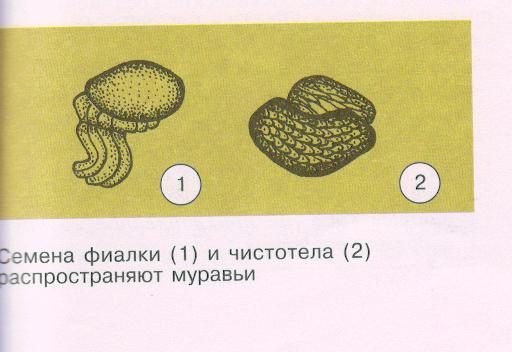 1
2
Семена фиалки (1) и чистотела (2)
распространяют муравьи